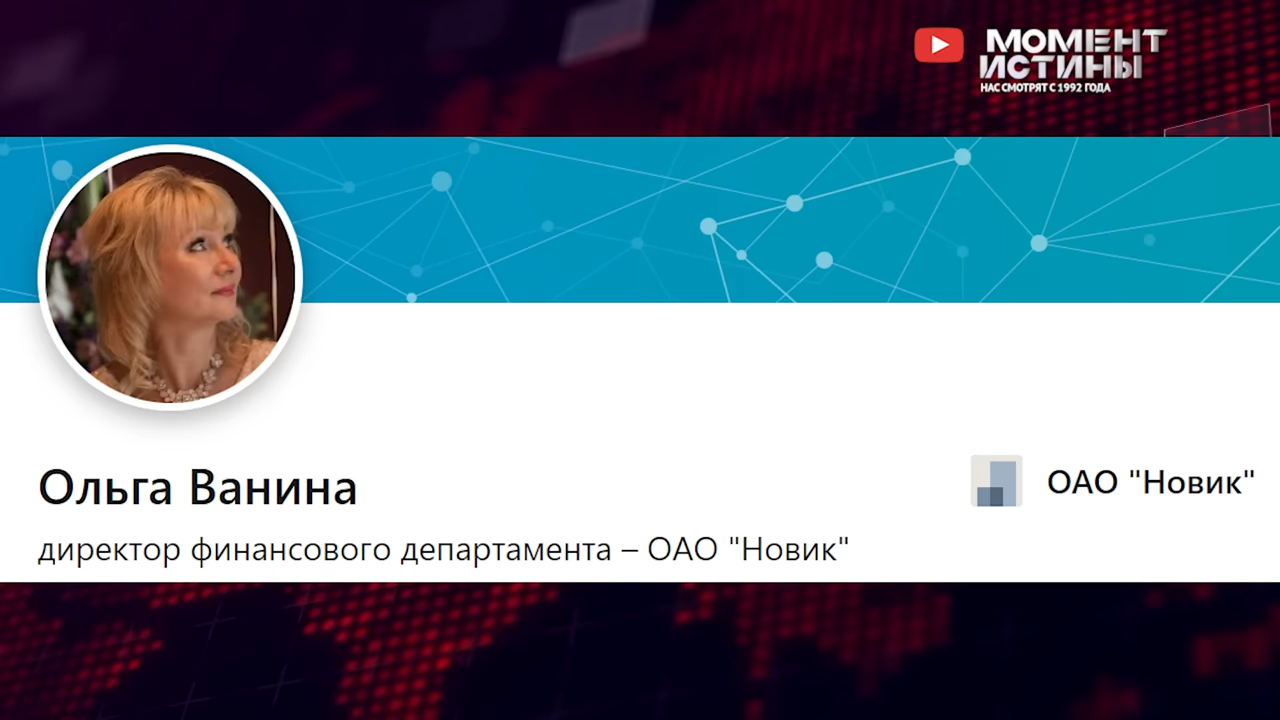 МОМЕНТ
ИСТИНЫ
НАС СМОТРЯТ С 1992 ГОДА
Ольга Ванина
ОАО "Новик"
директор финансового департамента – ОАО "Новик"